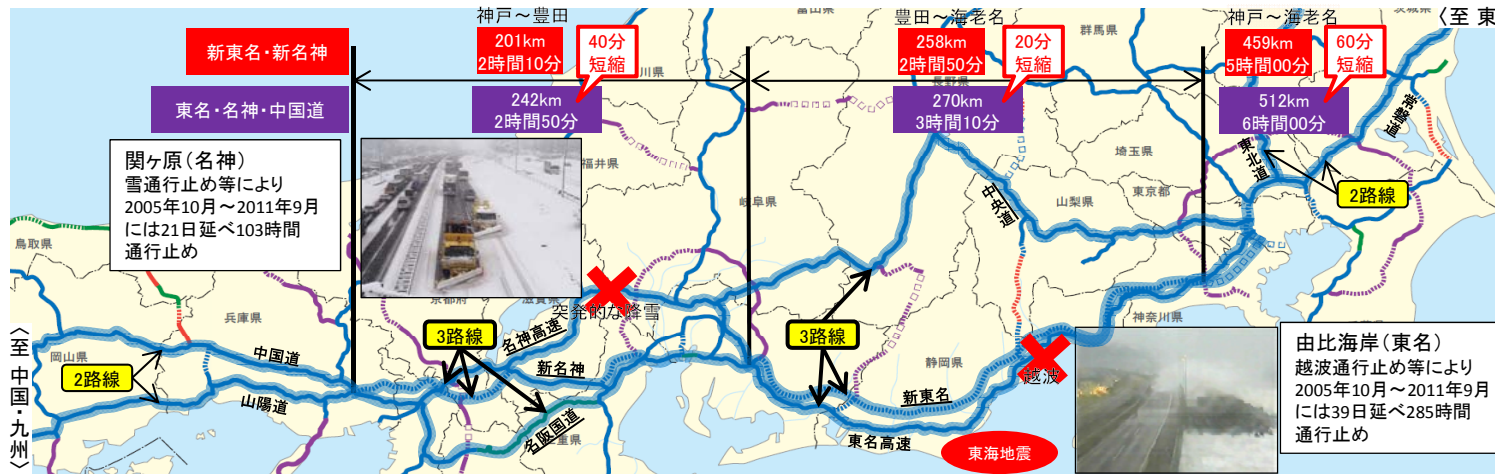 神戸～豊田
豊田～海老名
神戸～海老名
〈至 東
新東名・新名神
201km
2時間10分
40分
短縮
258km
2時間50分
20分
短縮
459km
5時間00分
60分
短縮
東名・名神・中国道
242km
2時間50分
270km
3時間10分
512km
6時間00分
富山県
群馬県
茨城県
川県
長野県
福井県
岐阜県
埼玉県
東京都
山梨県
神奈川県
静岡県
鳥取県
兵庫県
岡山県
京都府
滋賀県
重県
関ヶ原（名神）
雪通行止め等により
2005年10月～2011年9月
には21日延べ103時間
通行止め
常磐道
東北道
2路線
中央道
突発的な降雪
3路線
名神高速
新名神
名阪国道
3路線
新東名
東名高速
越波
東海地震
中国道
2路線
山陽道
〈至 中国・九州〉
由比海岸（東名）
越波通行止め等により
2005年10月～2011年9月
には39日延べ285時間
通行止め